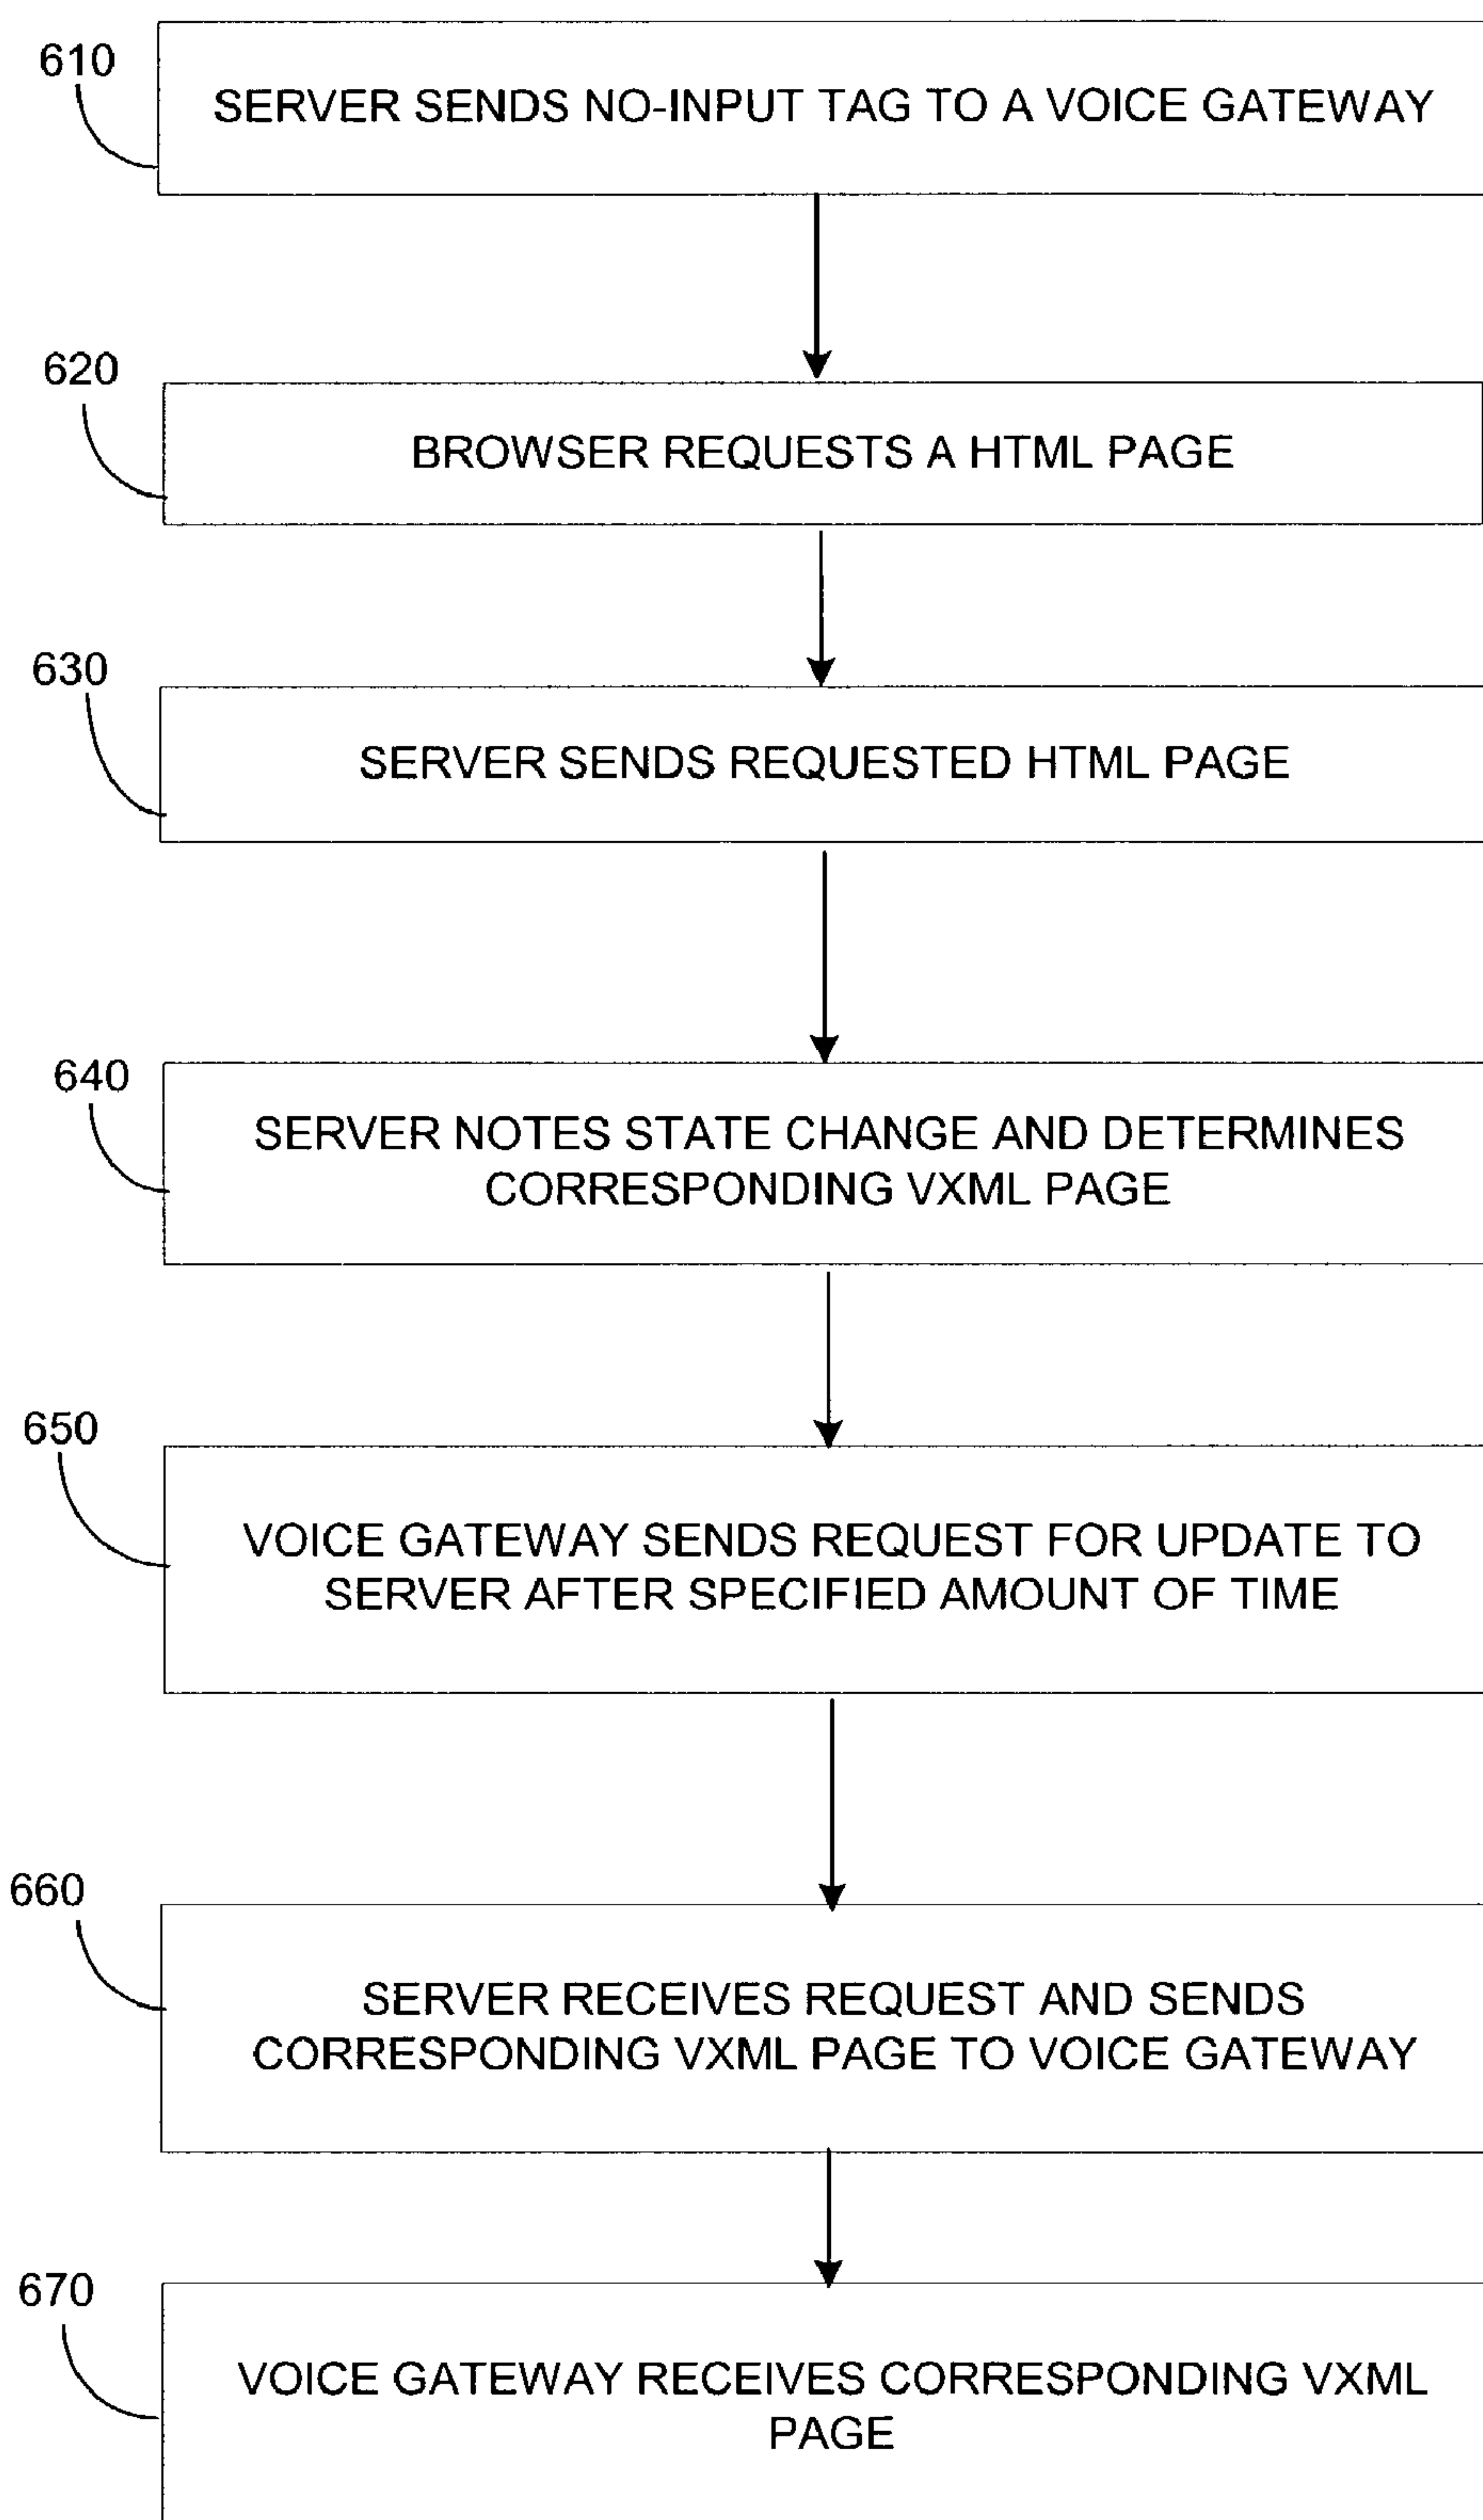 610
SERVER SENDS NO-INPUT TAG TO A VOICE GATEWAY
620
BROWSER REQUESTS A HTML PAGE
630
SERVER SENDS REQUESTED HTML PAGE
640
SERVER NOTES STATE CHANGE AND DETERMINES
CORRESPONDING VXML PAGE
650
VOICE GATEWAY SENDS REQUEST FOR UPDATE TO
SERVER AFTER SPECIFIED AMOUNT OF TIME
660
SERVER RECEIVES REQUEST AND SENDS
CORRESPONDING VXML PAGE TO VOICE GATEWAY
670
VOICE GATEWAY RECEIVES CORRESPONDING VXML
PAGE